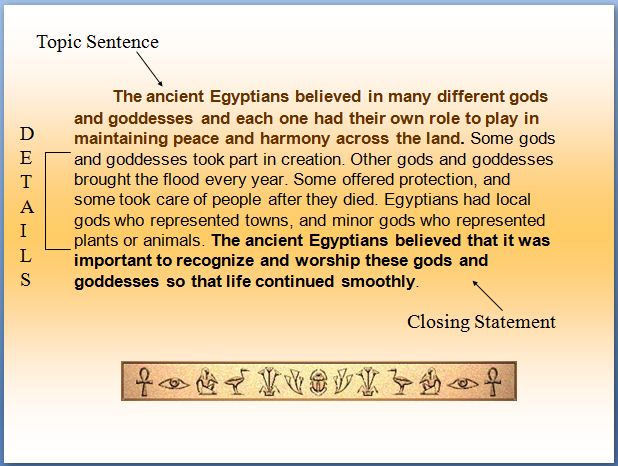 Topic Sentence
The ancient Egyptians believed in many different gods
and goddesses and each one had their own role to play in
maintaining peace and harmony across the land. Some gods
and goddesses took part in creation. Other gods and goddesses
brought the flood every year. Some offered protection, and
some took care of people after they died. Egyptians had local
gods who represented towns, and minor gods who represented
plants or animals. The ancient Egyptians believed that it was
important to recognize and worship these gods and
goddesses so that life continued smoothly.
D
E
T
A
I
L
S
Closing Statement